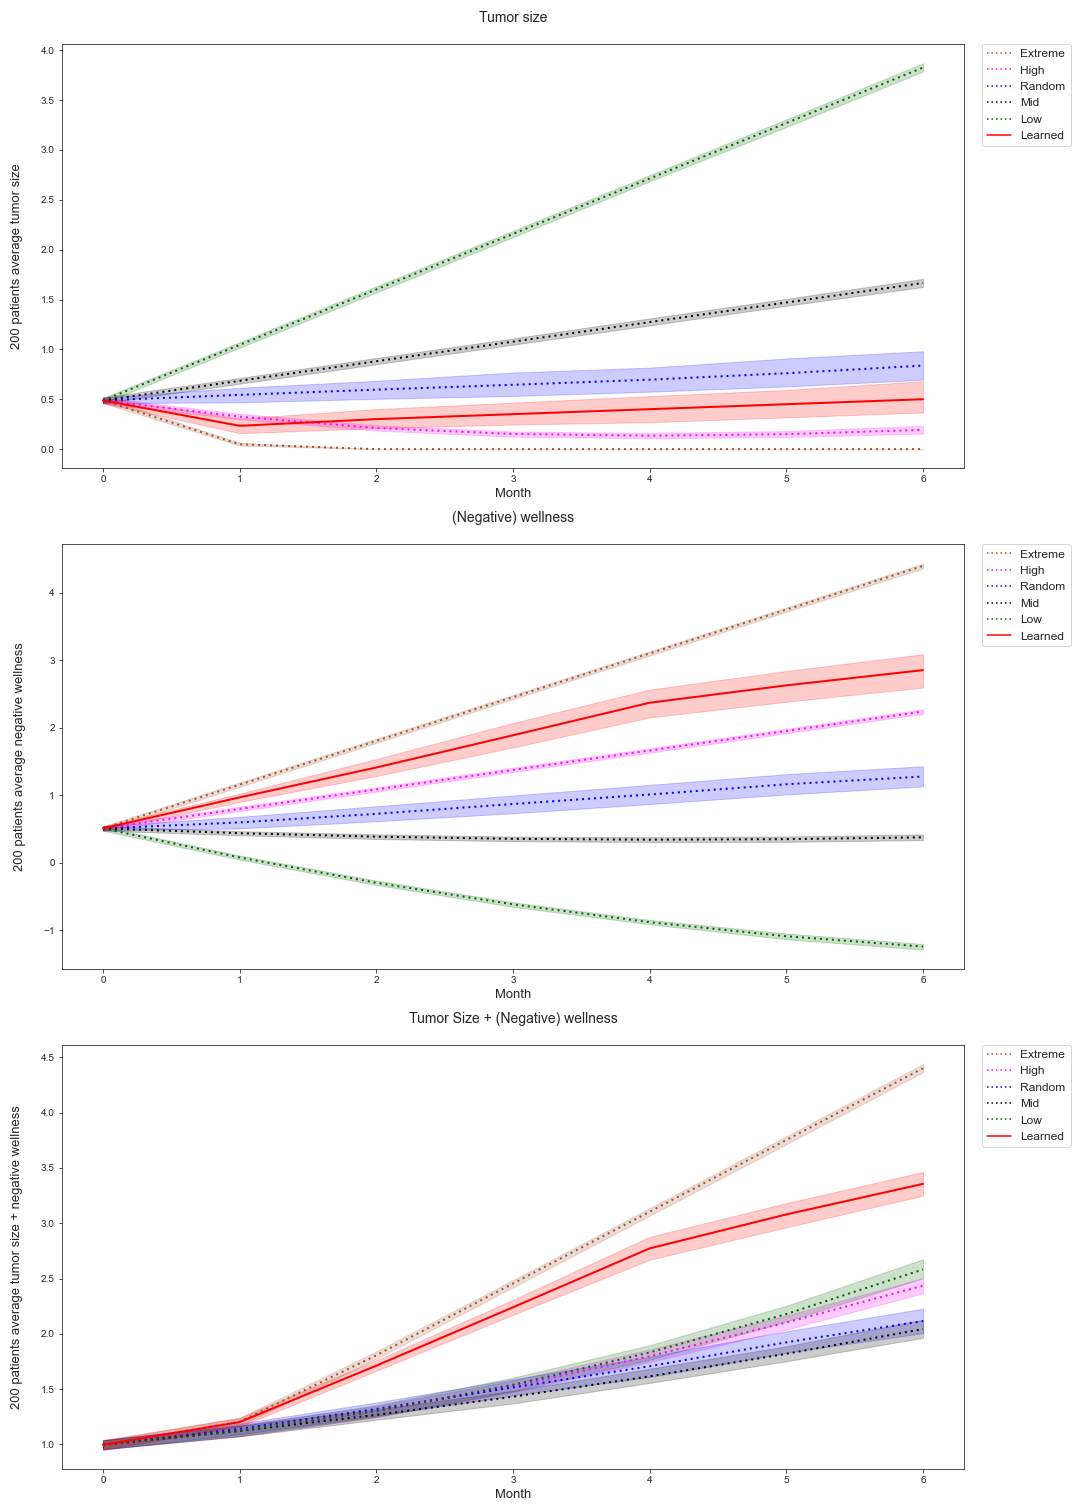 Tumor size
200 patients average tumor size
4.0
3.5
3.0
2.5
2.0
1.5
1.0
0.5
0.0
0 1 2 3 4 5 6
Month
Extreme
High
Random
Mid
Low
Learned
(Negative) wellness
200 patients average negative wellness
4
3
2
1
0
−1
0 1 2 3 4 5 6
Month
Extreme
High
Random
Mid
Low
Learned
Tumor Size + (Negative) wellness
200 patients average tumor size + negative wellness
4.5
4.0
3.5
3.0
2.5
2.0
1.5
1.0
0 1 2 3 4 5 6
Month
Extreme
High
Random
Mid
Low
Learned